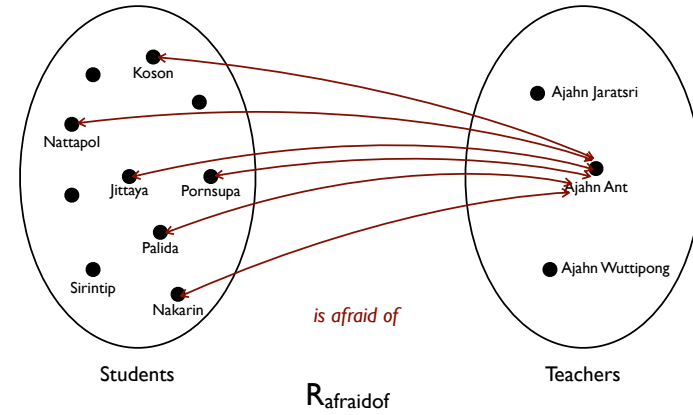 Koson
Ajahn Jaratsri
Nattapol
Jittaya
Pornsupa
Ajahn Ant
Palida
Sirintip
Ajahn Wuttipong
Nakarin
is afraid of
Students
Teachers
Rafraidof